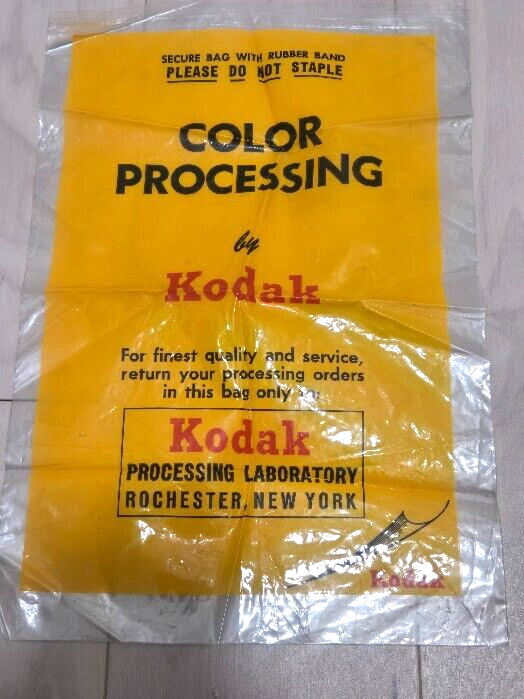 SECURE BAG WITH RUBBER BAND
PLEASE DO NOT STAPLE
COLOR
PROCESSING
by
Kodak
For finest quality and service,
return your processing orders
in this bag only to:
Kodak
PROCESSING LABORATORY
ROCHESTER, NEW YORK
Kodak